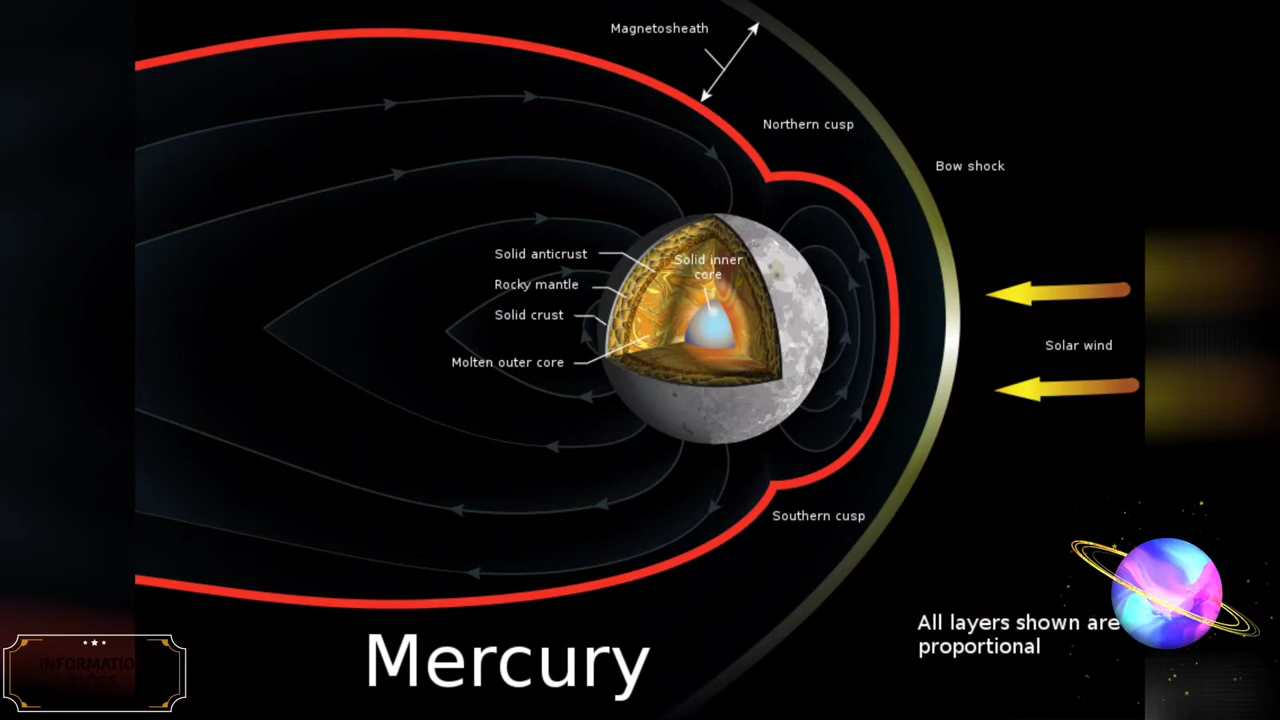 Magnetosheath
Northern cusp
Bow shock
Solid anticrust
Solid inner
core
Rocky mantle
Solid crust
Solar wind
Molten outer core
Southern cusp
All layers shown are
proportional
Mercury